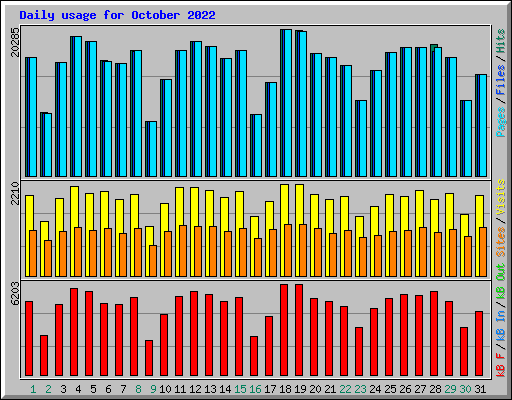 Daily usage for October 2022
20285
Pages / Files / Hits
2210
Sites / Visits
6203
kB F / kB In / kB Out
1 2 3 4 5 6 7 8 9 10 11 12 13 14 15 16 17 18 19 20 21 22 23 24 25 26 27 28 29 30 31